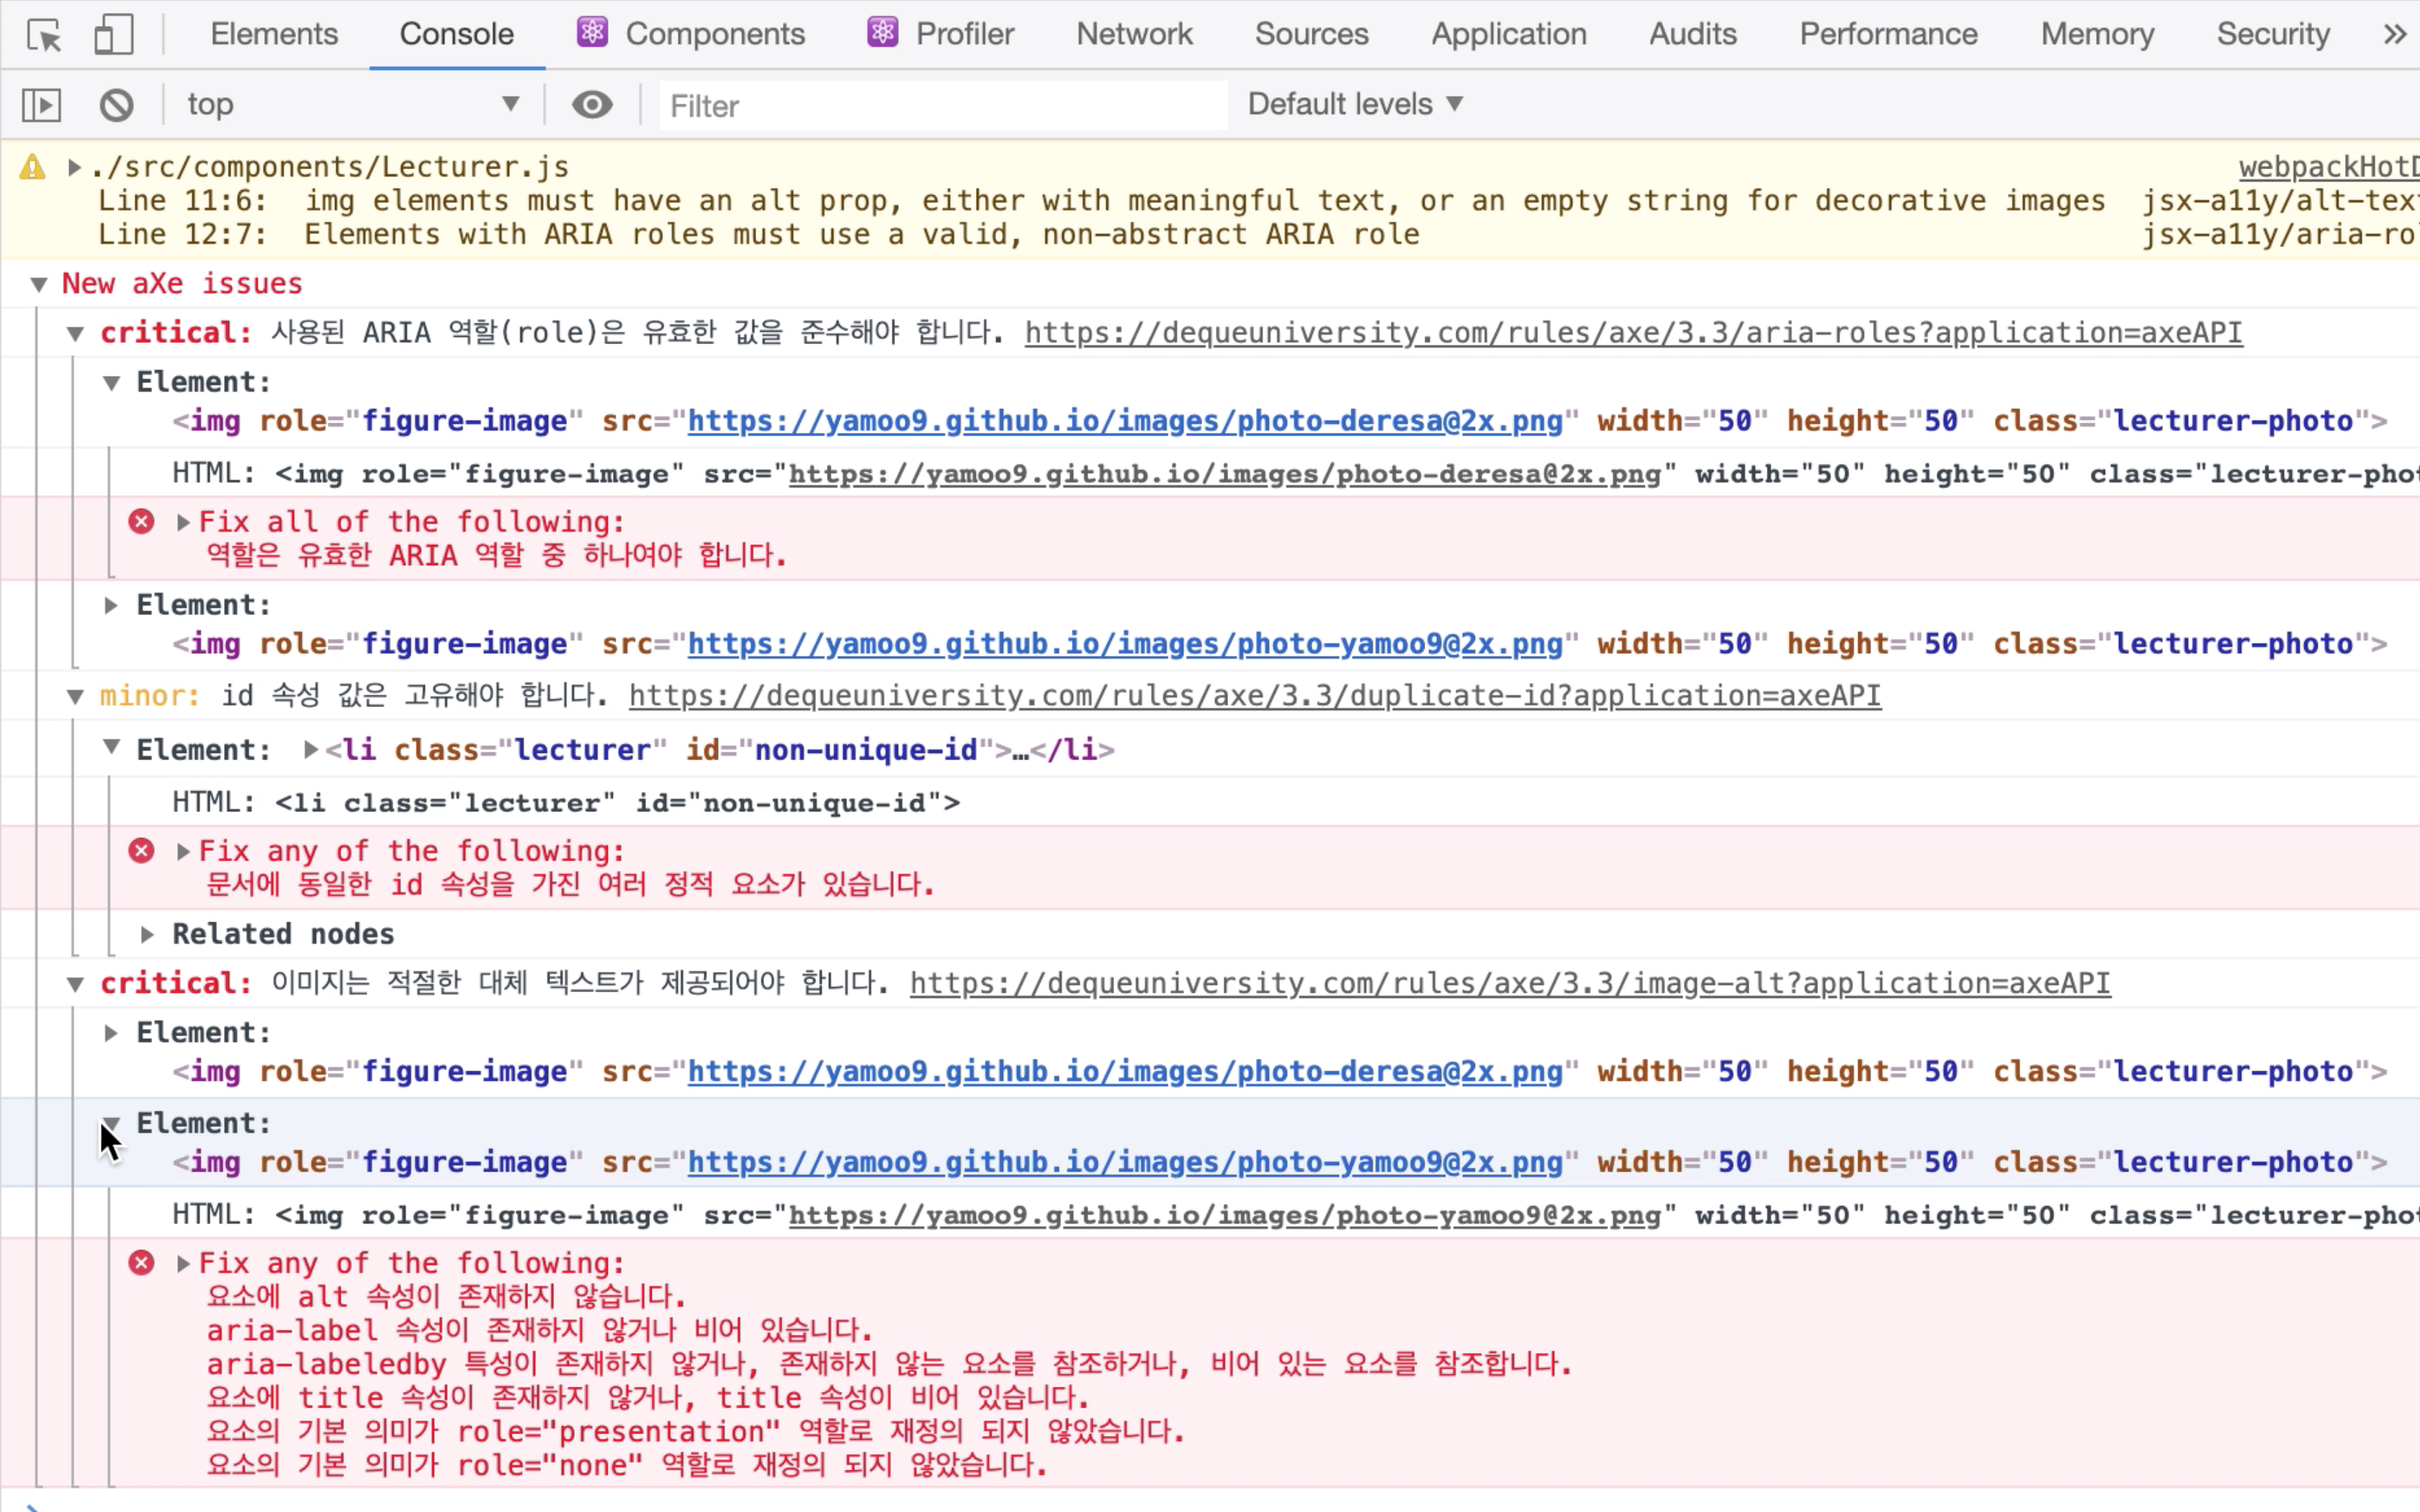 Elements Console Components Profiler Network Sources Application Audits Performance Memory Security »
top Filter Default levels
./src/components/Lecturer.js webpackHotD
Line 11:6: img elements must have an alt prop, either with meaningful text, or an empty string for decorative images jsx-a11y/alt-tex
Line 12:7: Elements with ARIA roles must use a valid, non-abstract ARIA role jsx-a11y/aria-ro
New aXe issues
critical: 사용된 ARIA 역할(role)은 유효한 값을 준수해야 합니다. https://dequeuniversity.com/rules/axe/3.3/aria-roles?application=axeAPI
Element:
<img role="figure-image" src="https://yamoo9.github.io/images/photo-deresa@2x.png" width="50" height="50" class="lecturer-photo">
HTML: <img role="figure-image" src="https://yamoo9.github.io/images/photo-deresa@2x.png" width="50" height="50" class="lecturer-phot
Fix all of the following:
역할은 유효한 ARIA 역할 중 하나여야 합니다.
Element:
<img role="figure-image" src="https://yamoo9.github.io/images/photo-yamoo9@2x.png" width="50" height="50" class="lecturer-photo">
minor: id 속성 값은 고유해야 합니다. https://dequeuniversity.com/rules/axe/3.3/duplicate-id?application=axeAPI
Element: <li class="lecturer" id="non-unique-id">…</li>
HTML: <li class="lecturer" id="non-unique-id">
Fix any of the following:
문서에 동일한 id 속성을 가진 여러 정적 요소가 있습니다.
Related nodes
critical: 이미지는 적절한 대체 텍스트가 제공되어야 합니다. https://dequeuniversity.com/rules/axe/3.3/image-alt?application=axeAPI
Element:
<img role="figure-image" src="https://yamoo9.github.io/images/photo-deresa@2x.png" width="50" height="50" class="lecturer-photo">
Element:
<img role="figure-image" src="https://yamoo9.github.io/images/photo-yamoo9@2x.png" width="50" height="50" class="lecturer-photo">
HTML: <img role="figure-image" src="https://yamoo9.github.io/images/photo-yamoo9@2x.png" width="50" height="50" class="lecturer-phot
Fix any of the following:
요소에 alt 속성이 존재하지 않습니다.
aria-label 속성이 존재하지 않거나 비어 있습니다.
aria-labeledby 특성이 존재하지 않거나, 존재하지 않는 요소를 참조하거나, 비어 있는 요소를 참조합니다.
요소에 title 속성이 존재하지 않거나, title 속성이 비어 있습니다.
요소의 기본 의미가 role="presentation" 역할로 재정의 되지 않았습니다.
요소의 기본 의미가 role="none" 역할로 재정의 되지 않았습니다.